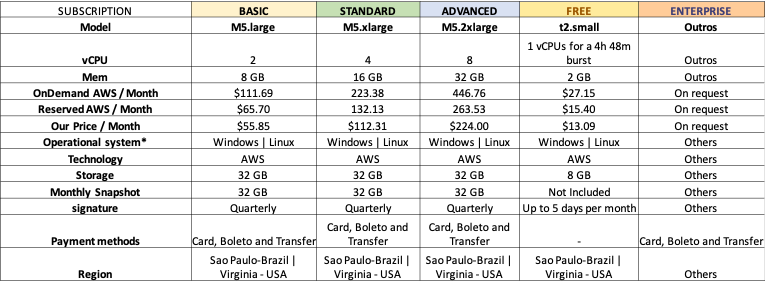 SUBSCRIPTION BASIC STANDARD ADVANCED FREE ENTERPRISE
Model M5.large M5.xlarge M5.2xlarge t2.small Outros
vCPU 2 4 8 1 vCPUs for a 4h 48m burst Outros
Mem 8 GB 16 GB 32 GB 2 GB Outros
OnDemand AWS / Month $111.69 223.38 446.76 $27.15 On request
Reserved AWS / Month $65.70 132.13 263.53 $15.40 On request
Our Price / Month $55.85 $112.31 $224.00 $13.09 On request
Operational system* Windows | Linux Windows | Linux Windows | Linux Windows | Linux Others
Technology AWS AWS AWS AWS Others
Storage 32 GB 32 GB 32 GB 8 GB Others
Monthly Snapshot 32 GB 32 GB 32 GB Not Included Others
signature Quarterly Quarterly Quarterly Up to 5 days per month Others
Payment methods Card, Boleto and Transfer Card, Boleto and Transfer Card, Boleto and Transfer - Card, Boleto and Transfer
Region Sao Paulo-Brazil | Virginia - USA Sao Paulo-Brazil | Virginia - USA Sao Paulo-Brazil | Virginia - USA Sao Paulo-Brazil | Virginia - USA Others